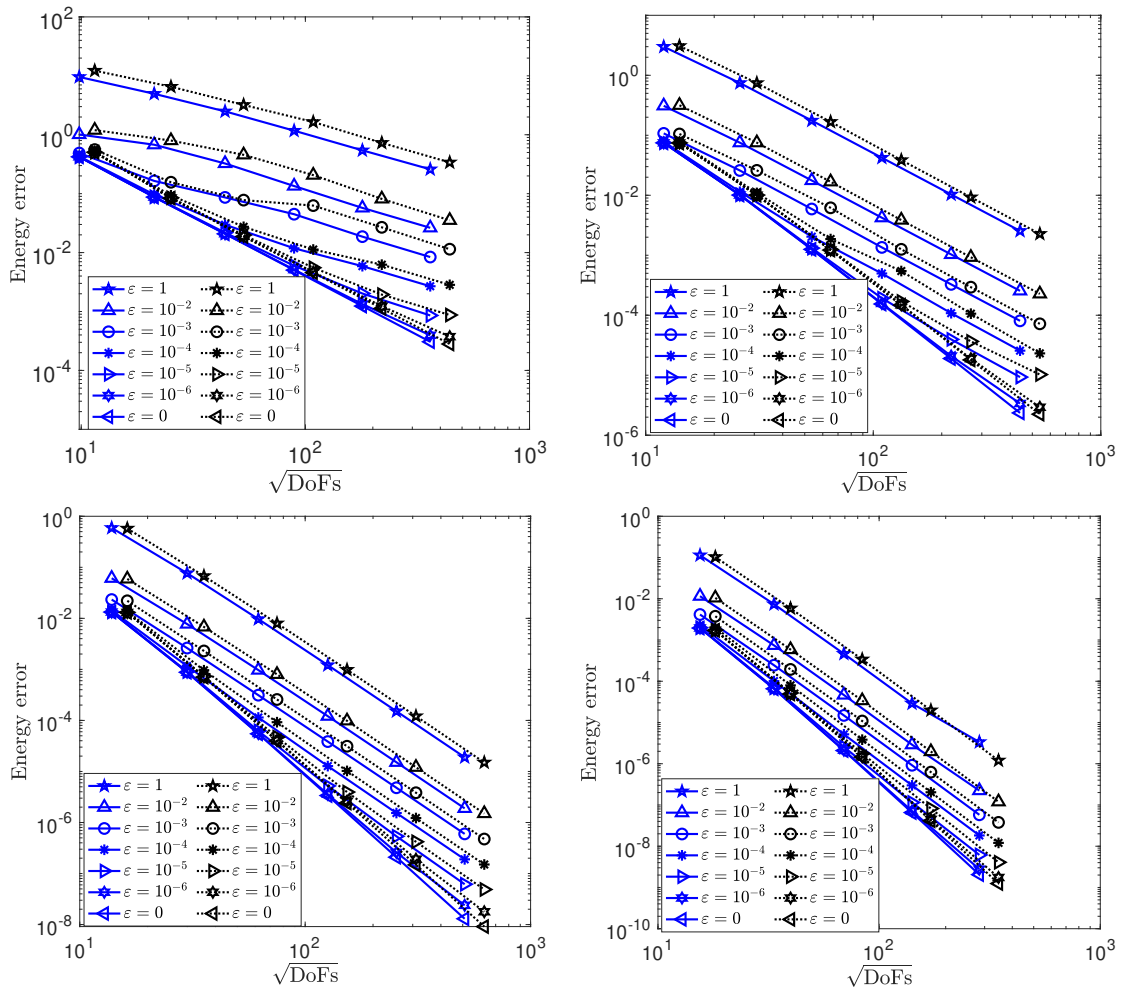 10^2
10^0
10^-2
10^-4
Energy error
ε = 1 ε = 1
ε = 10^-2 ε = 10^-2
ε = 10^-3 ε = 10^-3
ε = 10^-4 ε = 10^-4
ε = 10^-5 ε = 10^-5
ε = 10^-6 ε = 10^-6
ε = 0 ε = 0
10^1 10^2 10^3
√DoFs
10^0
10^-2
10^-4
10^-6
Energy error
ε = 1 ε = 1
ε = 10^-2 ε = 10^-2
ε = 10^-3 ε = 10^-3
ε = 10^-4 ε = 10^-4
ε = 10^-5 ε = 10^-5
ε = 10^-6 ε = 10^-6
ε = 0 ε = 0
10^1 10^2 10^3
√DoFs
10^0
10^-2
10^-4
10^-6
10^-8
Energy error
ε = 1 ε = 1
ε = 10^-2 ε = 10^-2
ε = 10^-3 ε = 10^-3
ε = 10^-4 ε = 10^-4
ε = 10^-5 ε = 10^-5
ε = 10^-6 ε = 10^-6
ε = 0 ε = 0
10^1 10^2 10^3
√DoFs
10^0
10^-2
10^-4
10^-6
10^-8
10^-10
Energy error
ε = 1 ε = 1
ε = 10^-2 ε = 10^-2
ε = 10^-3 ε = 10^-3
ε = 10^-4 ε = 10^-4
ε = 10^-5 ε = 10^-5
ε = 10^-6 ε = 10^-6
ε = 0 ε = 0
10^1 10^2 10^3
√DoFs